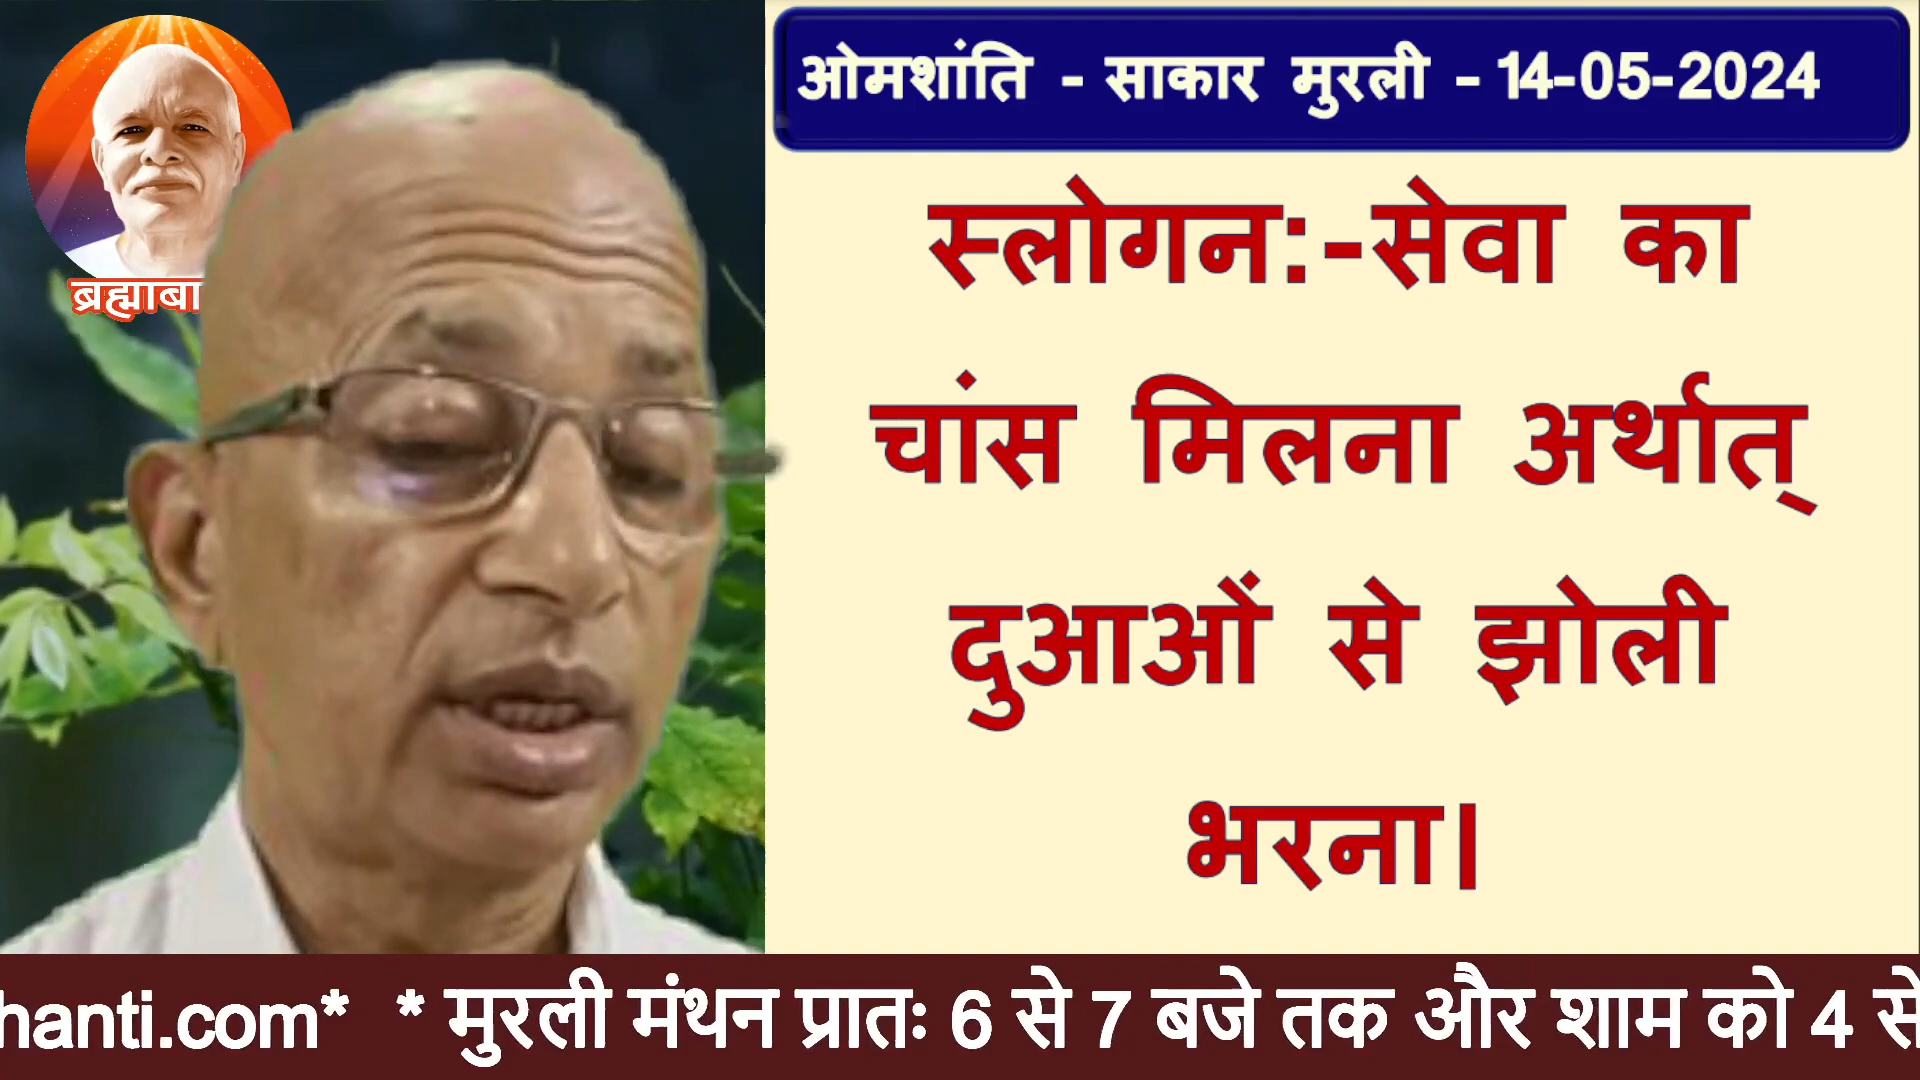 ओमशांति - साकार मुरली - 14-05-2024
ब्रह्माबा
स्लोगन:-सेवा का
चांस मिलना अर्थात्
दुआओं से झोली
भरना।
hanti.com* * मुरली मंथन प्रातः 6 से 7 बजे तक और शाम को 4 से